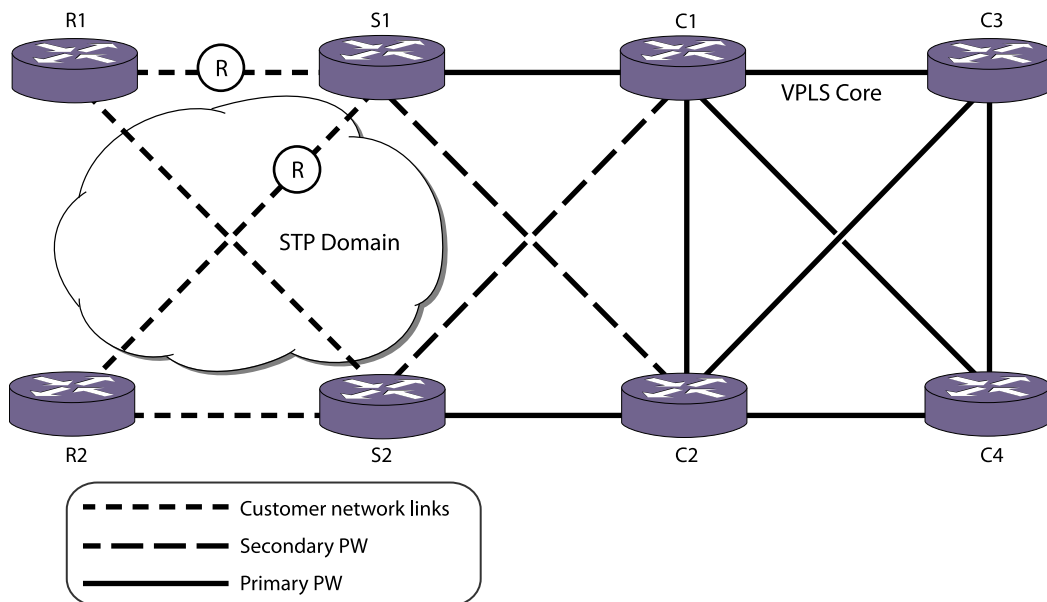 R1
S1
C1
C3
R
VPLS Core
R
STP Domain
R2
S2
C2
C4
Customer network links
Secondary PW
Primary PW